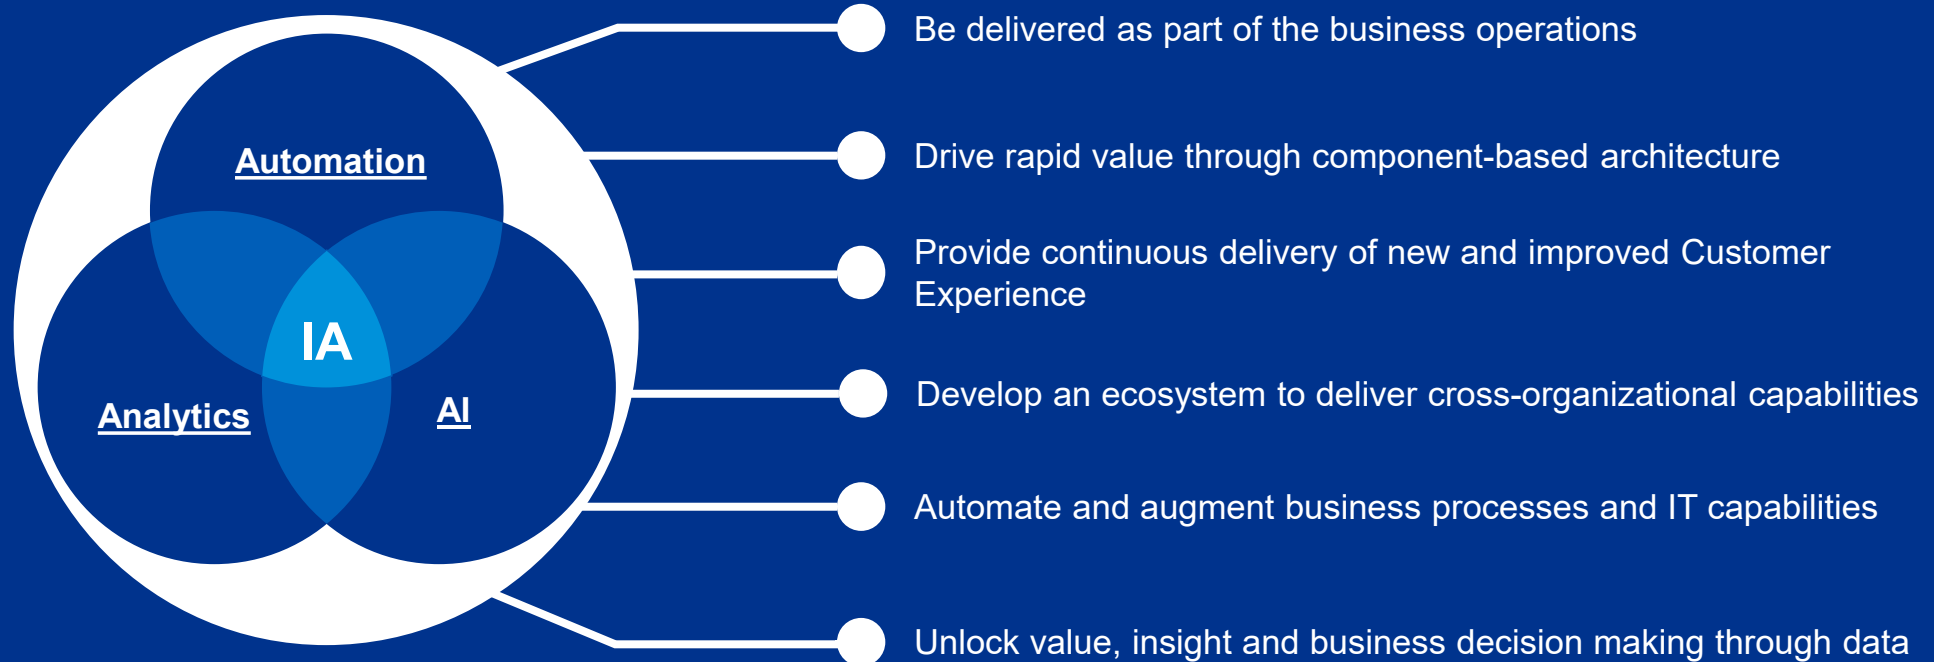 Be delivered as part of the business operations
Automation
Drive rapid value through component-based architecture
Provide continuous delivery of new and improved Customer
Experience
IA
Analytics
AI
Develop an ecosystem to deliver cross-organizational capabilities
Automate and augment business processes and IT capabilities
Unlock value, insight and business decision making through data